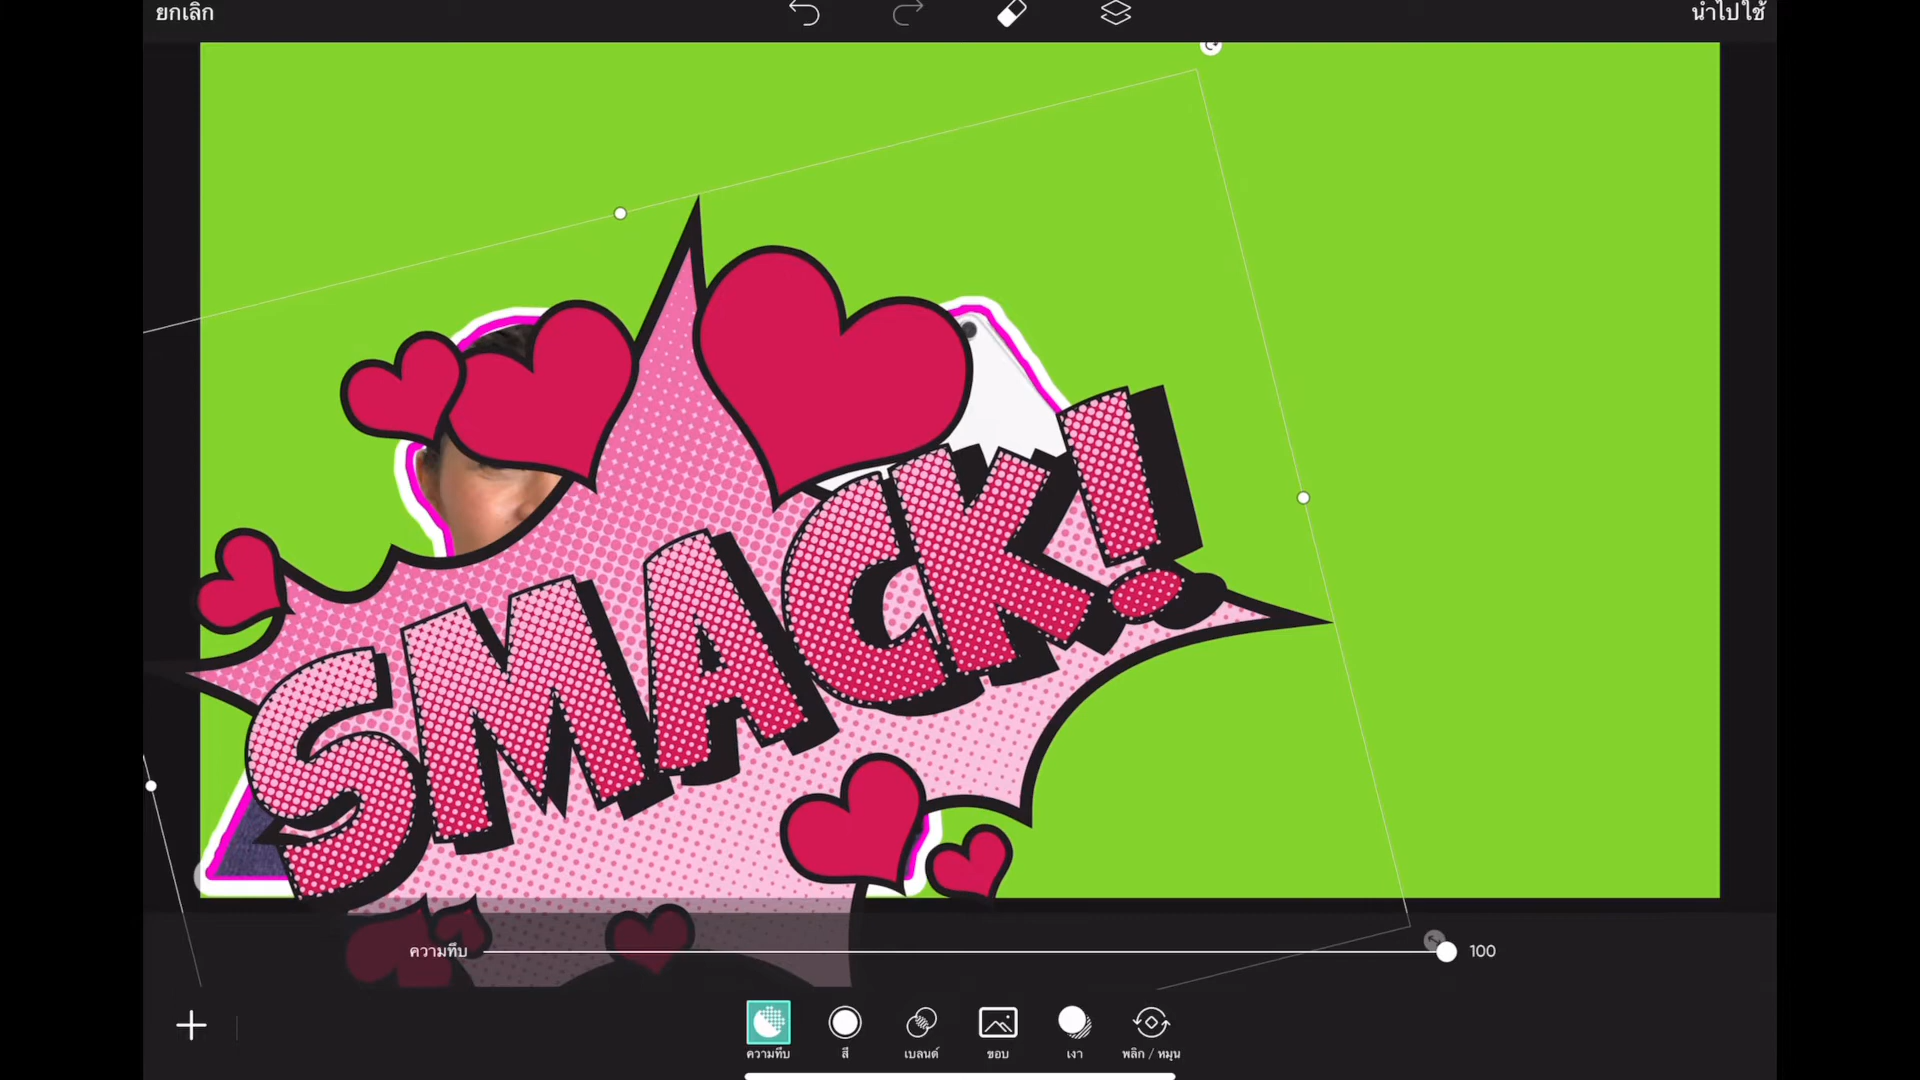 ยกเลิก
นำไปใช้
SMACK!
ความทึบ
100
ความทึบ
สี
เบลนด์
ขอบ
เงา
พลิก / หมุน